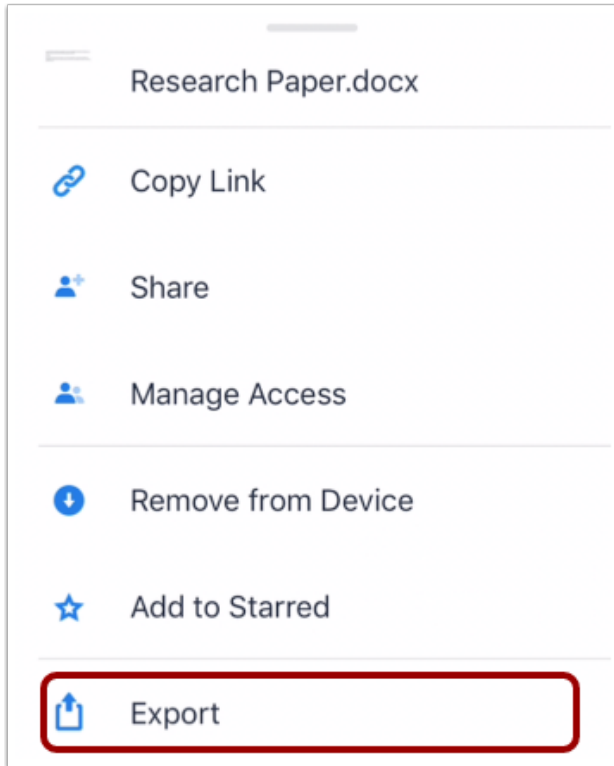 Research Paper.docx
Copy Link
Share
Manage Access
Remove from Device
Add to Starred
Export